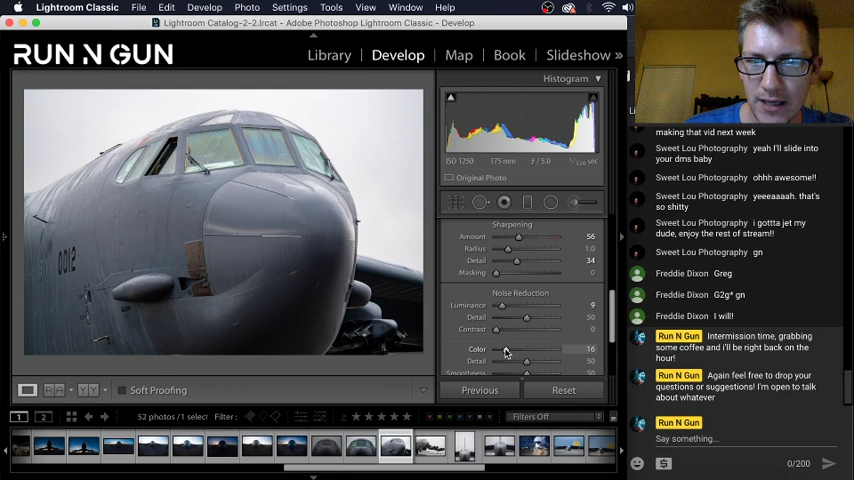 Lightroom Classic File Edit Develop Photo Settings Tools View Window Help
Lightroom Catalog-2-2.lrcat - Adobe Photoshop Lightroom Classic - Develop
RUN N GUN
Library | Develop | Map | Book | Slideshow »
Histogram
ISO 1250 175 mm ƒ / 5.0
Original Photo
Sharpening
Amount 56
Radius 1.0
Detail 34
Masking 0
Noise Reduction
Luminance 9
Detail 50
Contrast 0
Color 16
Detail 50
Smoothness 50
Previous Reset
Soft Proofing
1 2 52 photos / 1 select Filter: Filters Off
0012
making that vid next week
Sweet Lou Photography yeah I'll slide into
your dms baby
Sweet Lou Photography ohhh awesome!!
Sweet Lou Photography yeeeaaaah. that's
so shitty
Sweet Lou Photography i gottta jet my
dude, enjoy the rest of stream!!
Sweet Lou Photography gn
Freddie Dixon Greg
Freddie Dixon G2g* gn
Freddie Dixon I will!
Run N Gun Intermission time, grabbing
some coffee and i'll be right back on the
hour!
Run N Gun Again feel free to drop your
questions or suggestions! I'm open to talk
about whatever
Run N Gun
Say something...
0/200